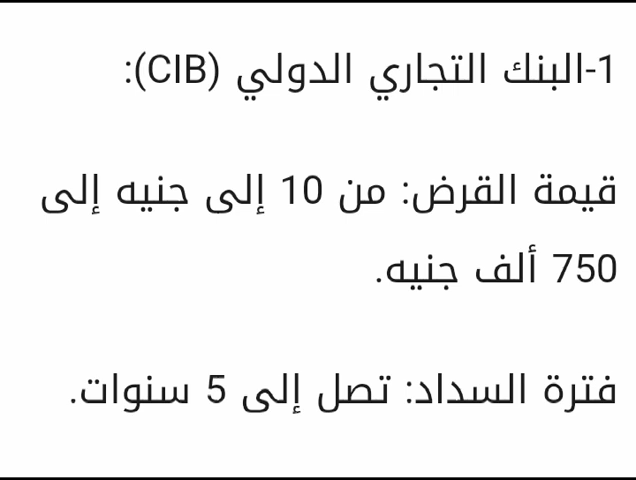 1-البنك التجاري الدولي (CIB):
قيمة القرض: من 10 إلى جنيه إلى
750 ألف جنيه.
فترة السداد: تصل إلى 5 سنوات.